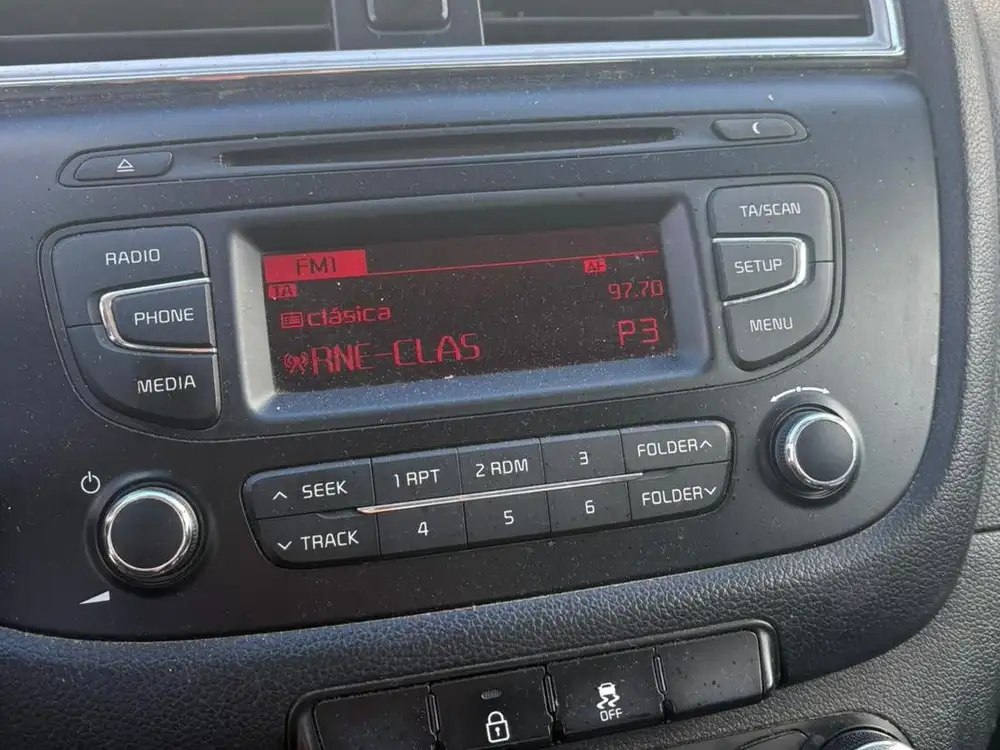 TA/SCAN
RADIO
FM1
AF
SETUP
TA
97.70
PHONE
clásica
MENU
RNE-CLAS
P3
MEDIA
SEEK
1 RPT
2 RDM
3
FOLDER
TRACK
4
5
6
FOLDER
OFF